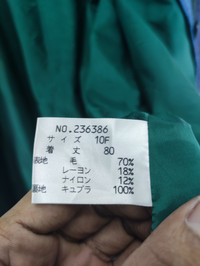 NO.236386
サイズ 10F
着丈 80
表地 毛 70%
レーヨン 18%
ナイロン 12%
裏地 キュプラ 100%